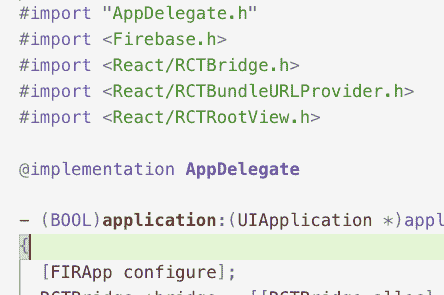 #import "AppDelegate.h"
#import <Firebase.h>
#import <React/RCTBridge.h>
#import <React/RCTBundleURLProvider.h>
#import <React/RCTRootView.h>
@implementation AppDelegate
- (BOOL)application:(UIApplication *)appl
{
[FIRApp configure];